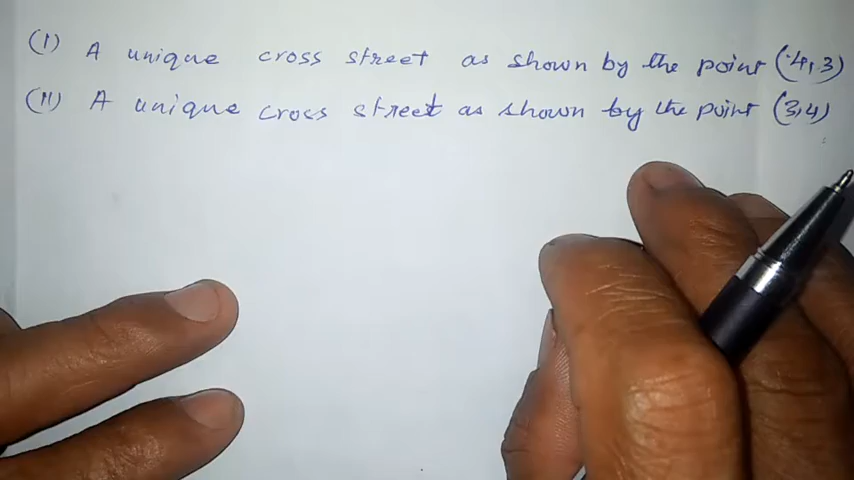 (I) A unique cross street as shown by the point (4,3)
(II) A unique cross street as shown by the point (3,4)